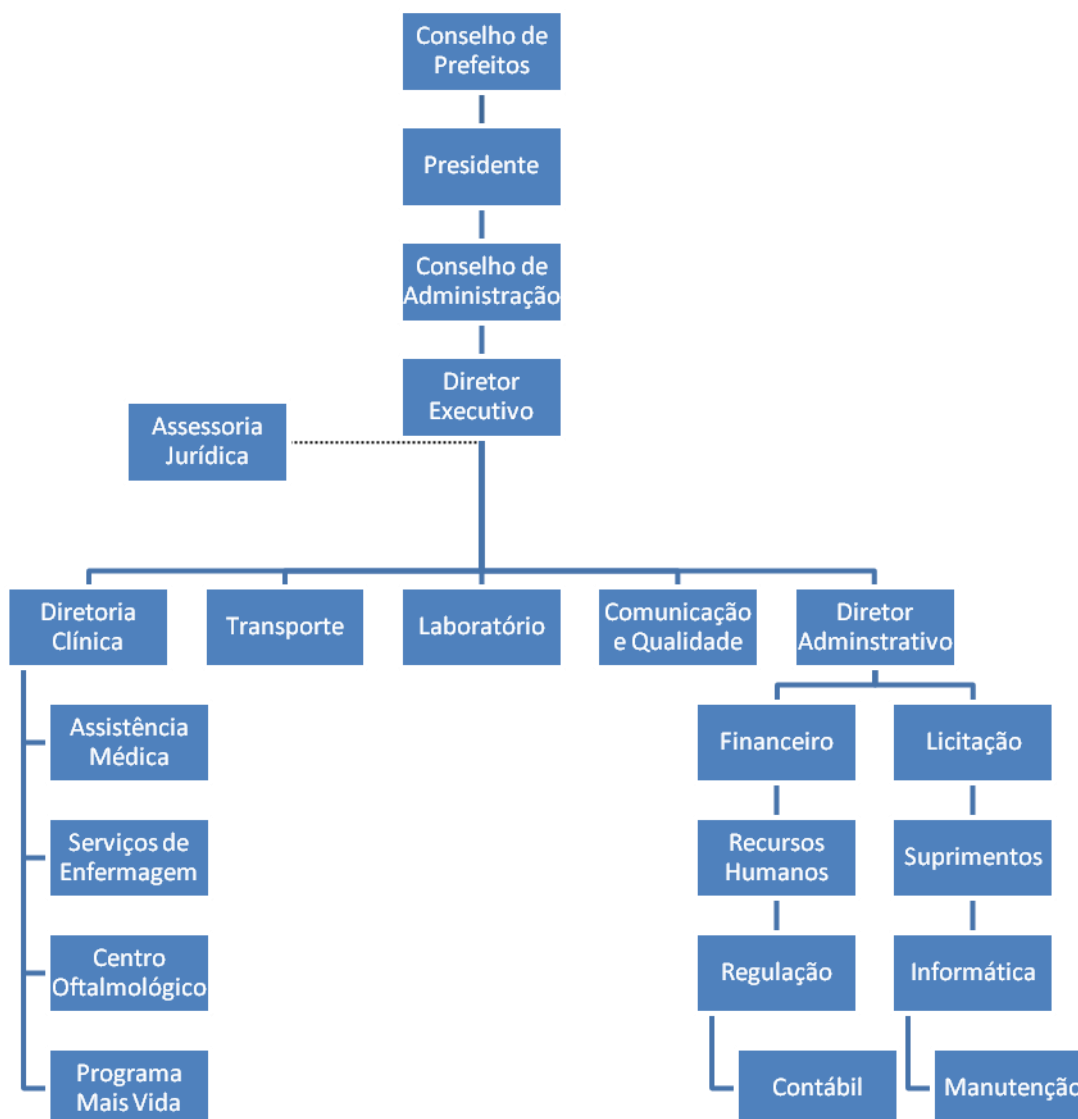 Conselho de
Prefeitos
Presidente
Conselho de
Administração
Diretor
Executivo
Assessoria
Jurídica
Diretoria
Clínica
Transporte
Laboratório
Comunicação
e Qualidade
Diretor
Adminstrativo
Assistência
Médica
Serviços de
Enfermagem
Centro
Oftalmológico
Programa
Mais Vida
Financeiro
Recursos
Humanos
Regulação
Contábil
Licitação
Suprimentos
Informática
Manutenção